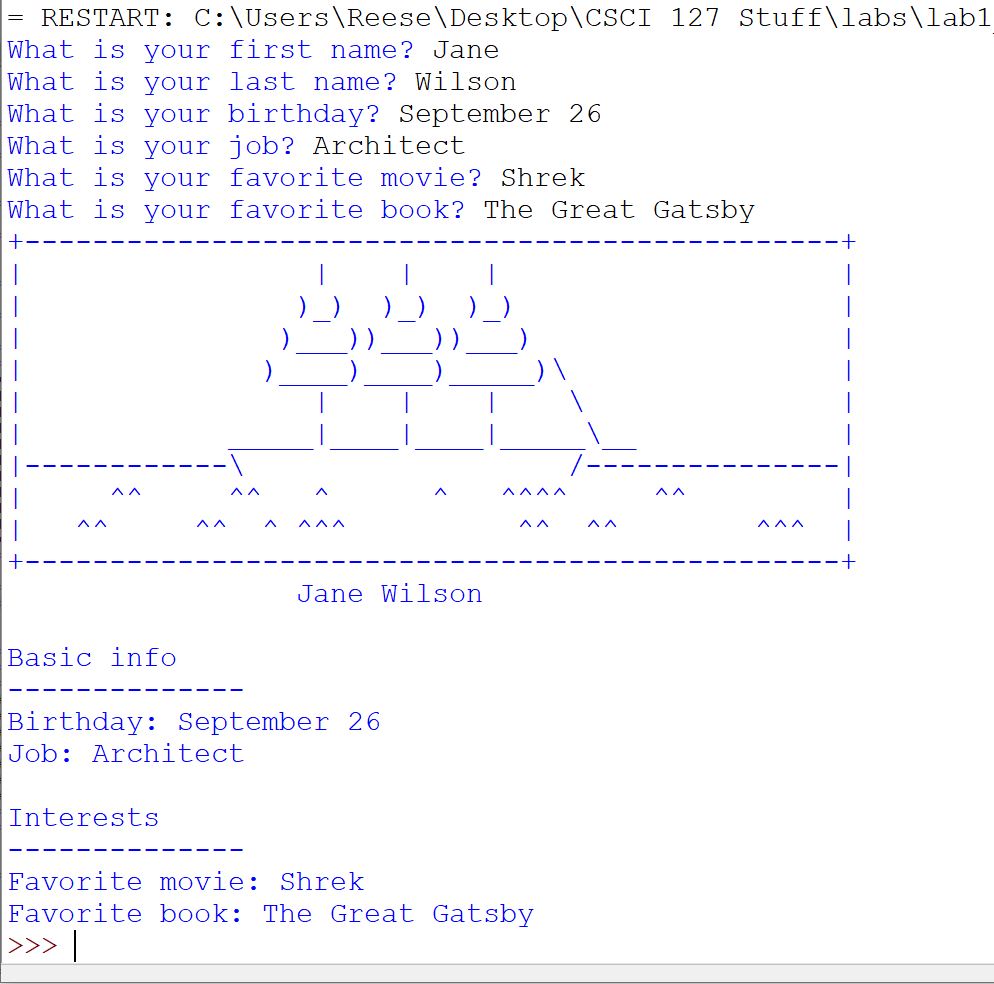 = RESTART: C:\Users\Reese\Desktop\CSCI 127 Stuff\labs\lab1
What is your first name? Jane
What is your last name? Wilson
What is your birthday? September 26
What is your job? Architect
What is your favorite movie? Shrek
What is your favorite book? The Great Gatsby
+------------------------------------------------+
|                 |    |    |                    |
|                )_)  )_)  )_)                   |
|               )___))___))___)                  |
|              )____)____)_____)\                |
|                 |    |    |    \               |
|            _____|____|____|_____\__            |
|------------\                   /---------------|
|     ^^     ^^   ^      ^   ^^^^     ^^         |
|   ^^     ^^  ^ ^^^          ^^  ^^        ^^^  |
+------------------------------------------------+
                 Jane Wilson
Basic info
--------------
Birthday: September 26
Job: Architect
Interests
--------------
Favorite movie: Shrek
Favorite book: The Great Gatsby
>>>